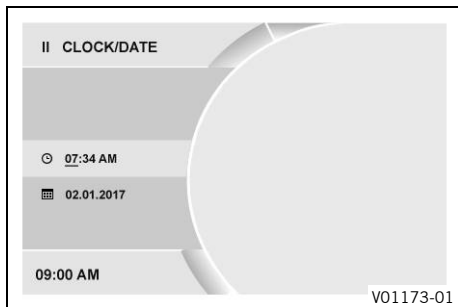 II CLOCK/DATE
07:34 AM
02.01.2017
09:00 AM
V01173-01